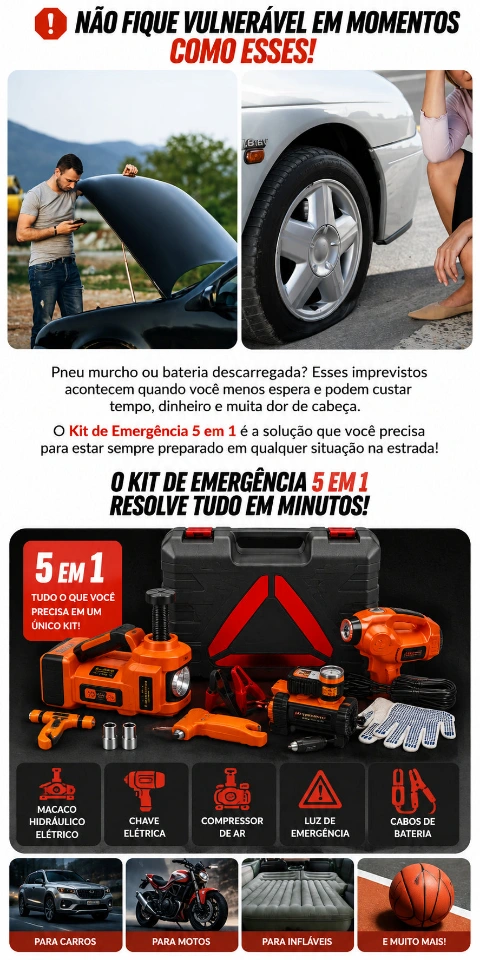 NÃO FIQUE VULNERÁVEL EM MOMENTOS
COMO ESSES!
Pneu murcho ou bateria descarregada? Esses imprevistos
acontecem quando você menos espera e podem custar
tempo, dinheiro e muita dor de cabeça.
O Kit de Emergência 5 em 1 é a solução que você precisa
para estar sempre preparado em qualquer situação na estrada!
O KIT DE EMERGÊNCIA 5 EM 1
RESOLVE TUDO EM MINUTOS!
5 EM 1
TUDO O QUE VOCÊ
PRECISA EM UM
ÚNICO KIT!
MACACO
HIDRÁULICO
ELÉTRICO
CHAVE
ELÉTRICA
COMPRESSOR
DE AR
LUZ DE
EMERGÊNCIA
CABOS DE
BATERIA
PARA CARROS
PARA MOTOS
PARA INFLÁVEIS
E MUITO MAIS!